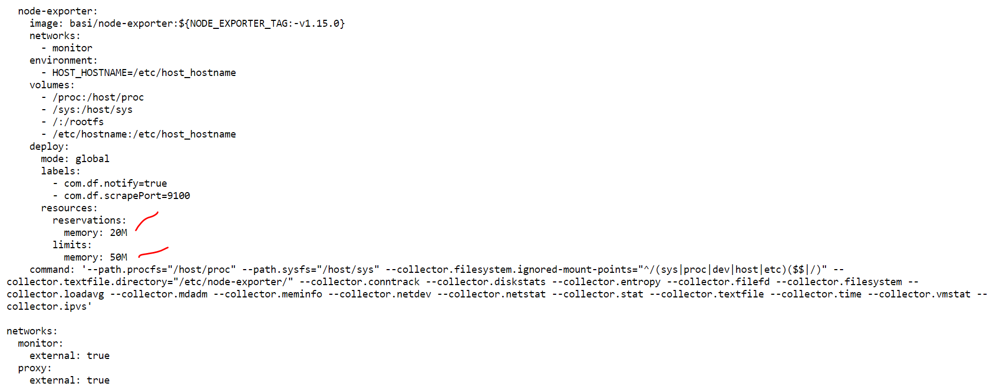 node-exporter:
image: basi/node-exporter:${NODE_EXPORTER_TAG:-v1.15.0}
networks:
- monitor
environment:
- HOST_HOSTNAME=/etc/host_hostname
volumes:
- /proc:/host/proc
- /sys:/host/sys
- /:/rootfs
- /etc/hostname:/etc/host_hostname
deploy:
mode: global
labels:
- com.df.notify=true
- com.df.scrapePort=9100
resources:
reservations:
memory: 20M
limits:
memory: 50M
command: '--path.procfs="/host/proc" --path.sysfs="/host/sys" --collector.filesystem.ignored-mount-points="^/(sys|proc|dev|host|etc)($$|/)" --
collector.textfile.directory="/etc/node-exporter/" --collector.conntrack --collector.diskstats --collector.entropy --collector.filefd --collector.filesystem --
collector.loadavg --collector.mdadm --collector.meminfo --collector.netdev --collector.netstat --collector.stat --collector.textfile --collector.time --collector.vmstat --
collector.ipvs'
networks:
monitor:
external: true
proxy:
external: true